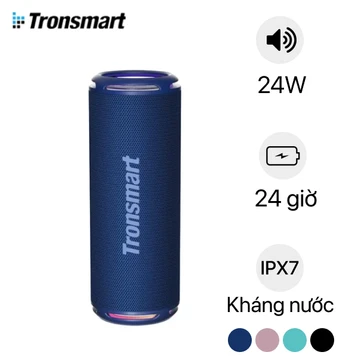 Tronsmart
24W
Tronsmart
24 giờ
IPX7
Kháng nước